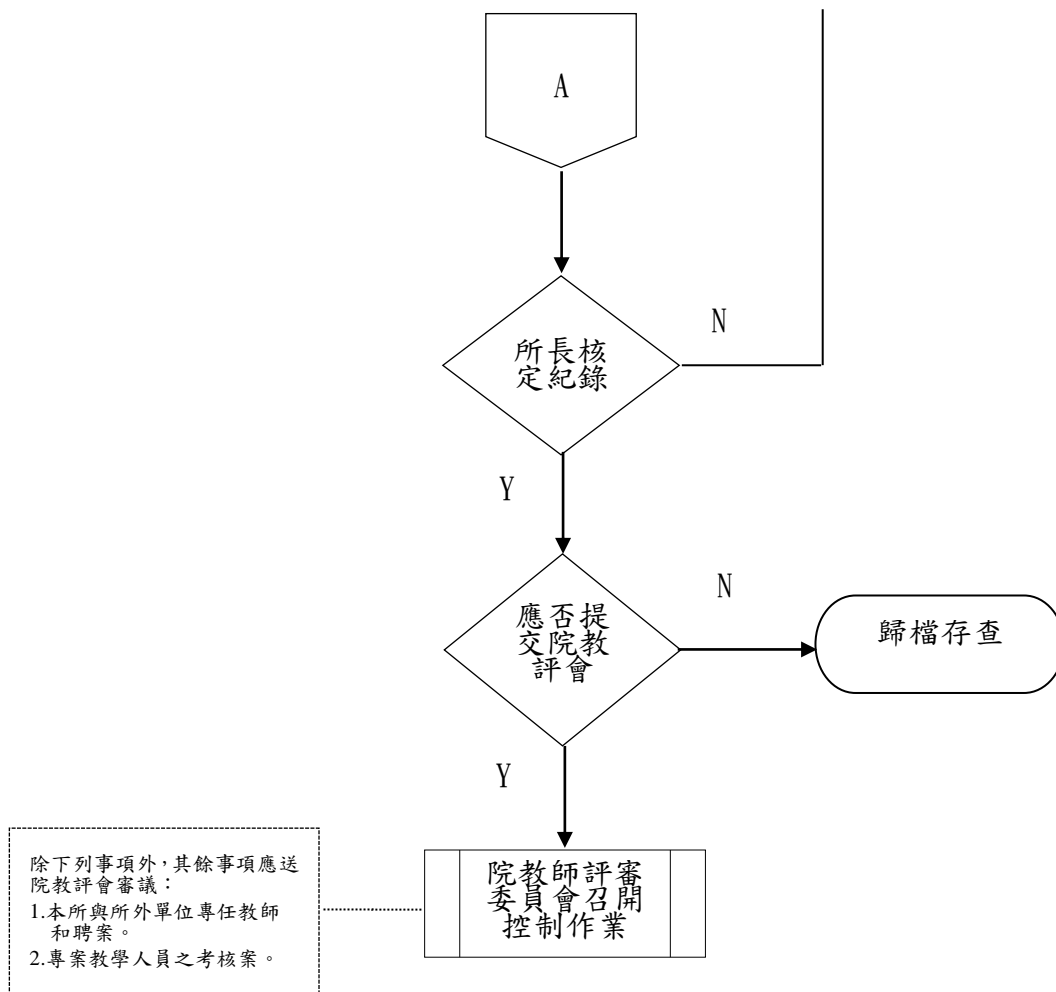 A
所長核
定紀錄
N
Y
應否提
交院教
評會
N
歸檔存查
Y
除下列事項外，其餘事項應送
院教評會審議：
1.本所與所外單位專任教師
和聘案。
2.專案教學人員之考核案。
院教師評審
委員會召開
控制作業